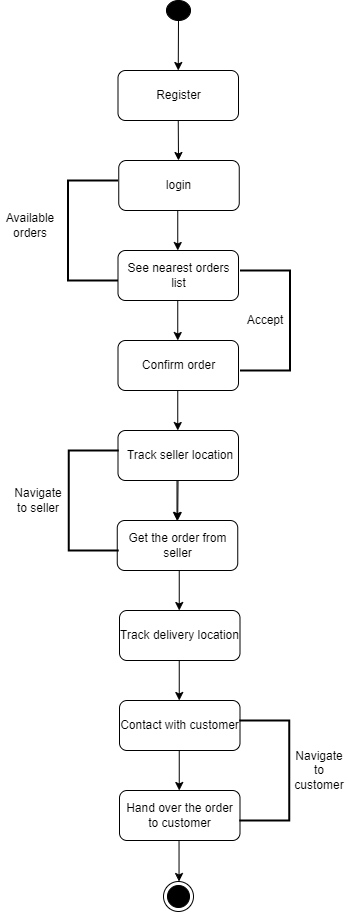 Register
login
Available
orders
See nearest orders
list
Accept
Confirm order
Track seller location
Navigate
to seller
Get the order from
seller
Track delivery location
Contact with customer
Navigate
to
customer
Hand over the order
to customer